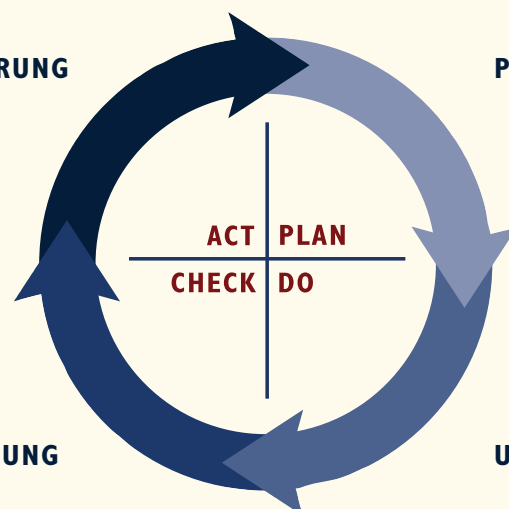 RUNG
P
ACT PLAN
CHECK DO
UNG
U